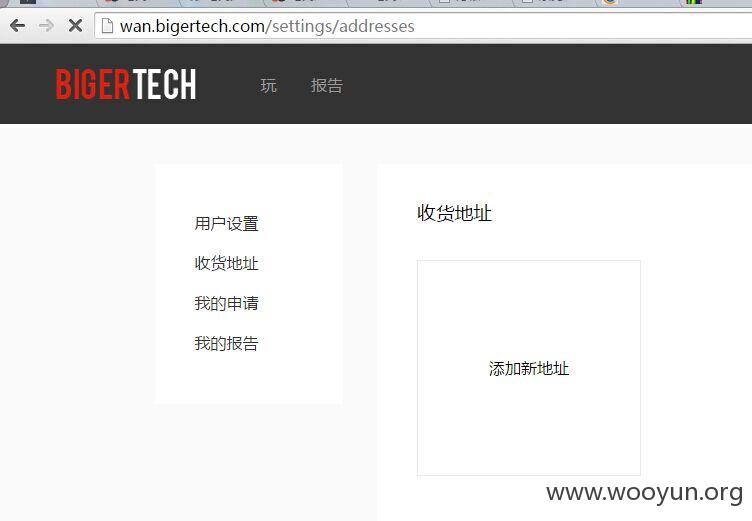 wan.bigertech.com/settings/addresses
BIGERTECH 玩 报告
用户设置
收货地址
我的申请
我的报告
收货地址
添加新地址
www.wooyun.org